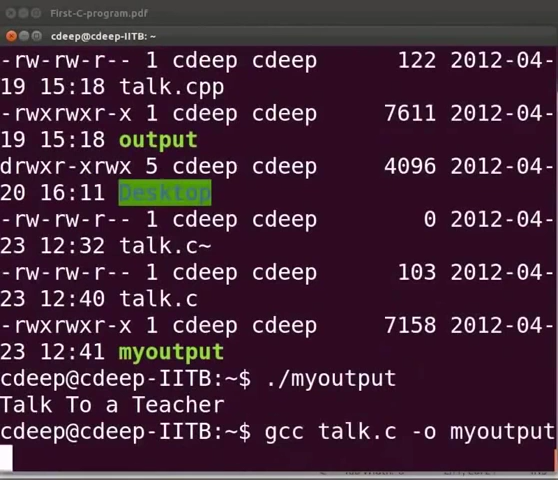 First-C-program.pdf
cdeep@cdeep-IITB: ~
-rw-rw-r-- 1 cdeep cdeep 122 2012-04-
19 15:18 talk.cpp
-rwxrwxr-x 1 cdeep cdeep 7611 2012-04-
19 15:18 output
drwxr-xrwx 5 cdeep cdeep 4096 2012-04-
20 16:11 Desktop
-rw-rw-r-- 1 cdeep cdeep 0 2012-04-
23 12:32 talk.c~
-rw-rw-r-- 1 cdeep cdeep 103 2012-04-
23 12:40 talk.c
-rwxrwxr-x 1 cdeep cdeep 7158 2012-04-
23 12:41 myoutput
cdeep@cdeep-IITB:~$ ./myoutput
Talk To a Teacher
cdeep@cdeep-IITB:~$ gcc talk.c -o myoutput